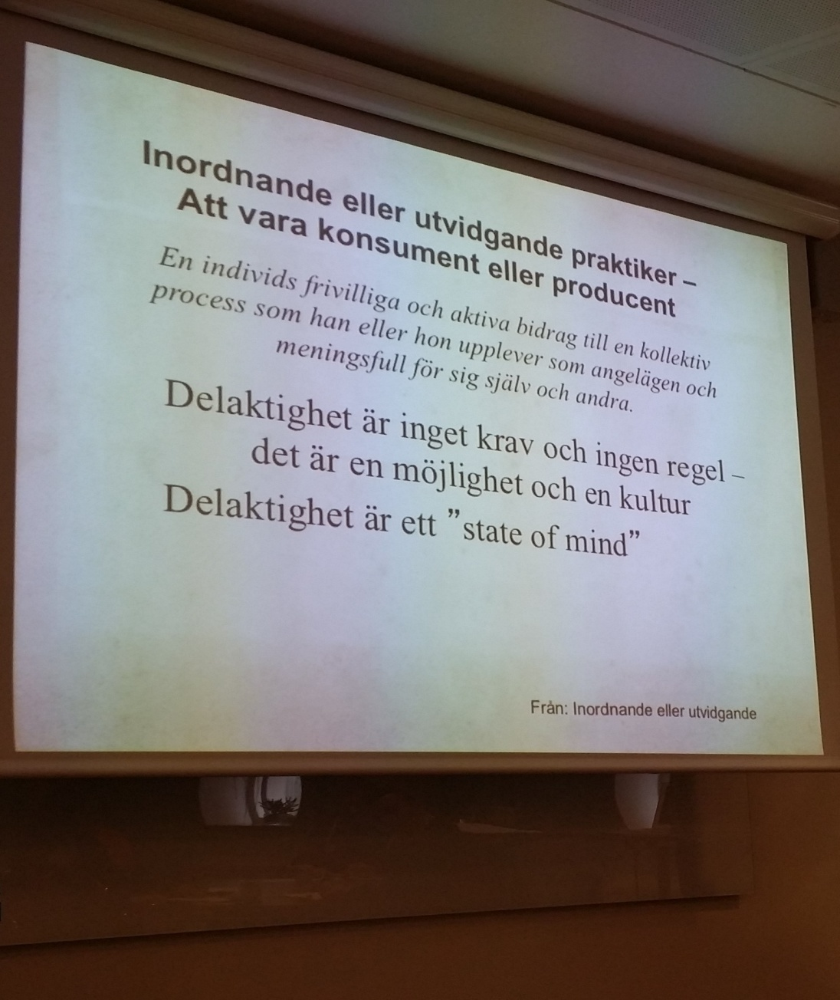 Inordnande eller utvidgande praktiker –
Att vara konsument eller producent
En individs frivilliga och aktiva bidrag till en kollektiv
process som han eller hon upplever som angelägen och
meningsfull för sig själv och andra.
Delaktighet är inget krav och ingen regel –
det är en möjlighet och en kultur
Delaktighet är ett ”state of mind”
Från: Inordnande eller utvidgande